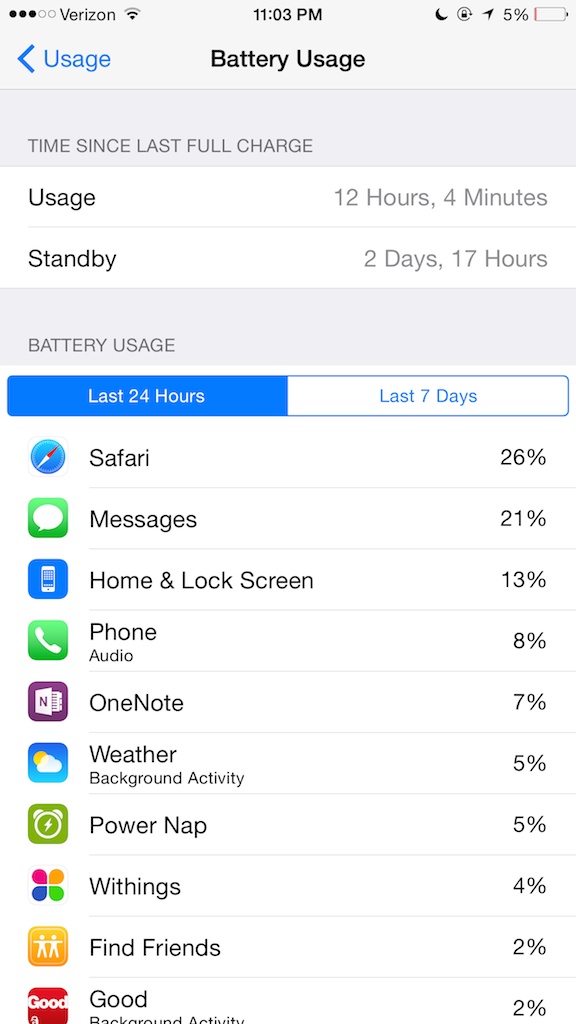 Verizon 11:03 PM 5%
Usage Battery Usage
TIME SINCE LAST FULL CHARGE
Usage 12 Hours, 4 Minutes
Standby 2 Days, 17 Hours
BATTERY USAGE
Last 24 Hours Last 7 Days
Safari 26%
Messages 21%
Home & Lock Screen 13%
Phone 8%
Audio
N OneNote 7%
Weather 5%
Background Activity
Power Nap 5%
Withings 4%
Find Friends 2%
Good Good 2%
Background Activity